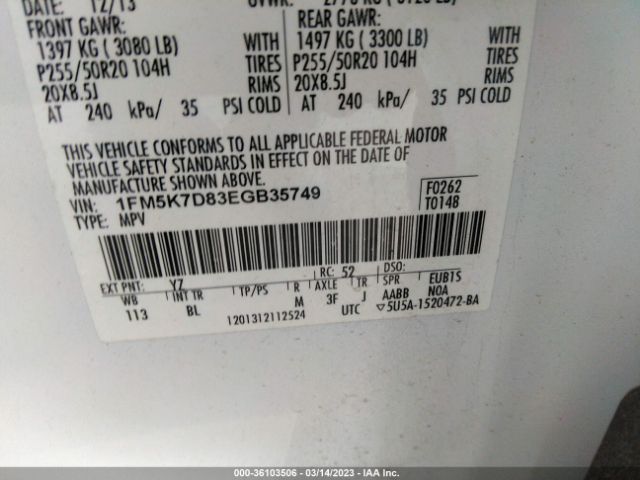 DATE: 12/13
FRONT GAWR:
1397 KG (3080 LB) WITH
P255/50R20 104H TIRES
20X8.5J RIMS
AT 240 kPa/ 35 PSI COLD
REAR GAWR:
1497 KG (3300 LB) WITH
P255/50R20 104H TIRES
20X8.5J RIMS
AT 240 kPa/ 35 PSI COLD
THIS VEHICLE CONFORMS TO ALL APPLICABLE FEDERAL MOTOR
VEHICLE SAFETY STANDARDS IN EFFECT ON THE DATE OF
MANUFACTURE SHOWN ABOVE.
VIN: 1FM5K7D83EGB35749
TYPE: MPV
F0262
T0148
EXT PNT: Y7 RC: 52 DSO:
WB INT TR TP/PS R AXLE TR SPR EUB1S
113 BL M 3F J AABB N0A
1201312112524 UTC ▽5U5A-1520472-BA
000-36103506 - 03/14/2023 - IAA Inc.